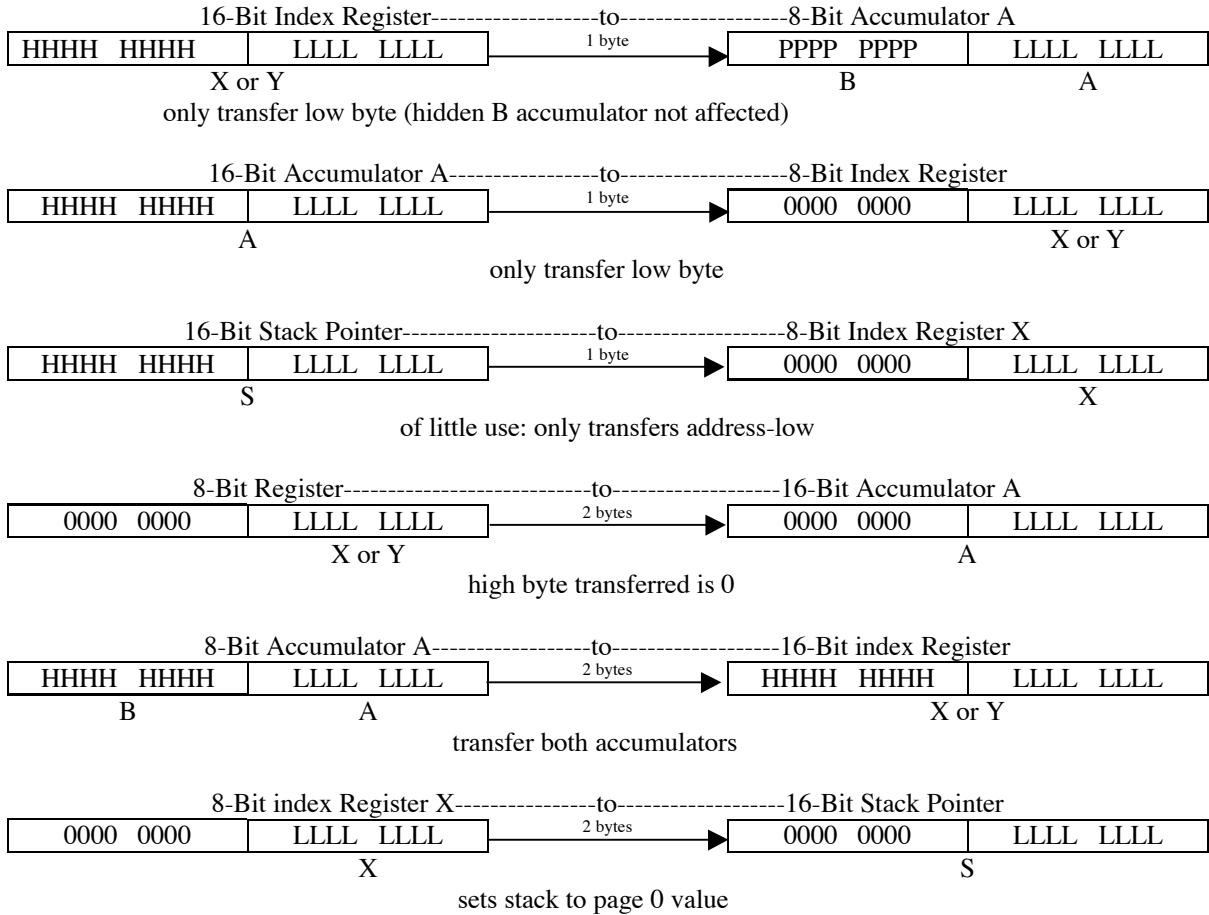 16-Bit Index Register----------------------to-------------------8-Bit Accumulator A
1 byte
HHHH HHHH LLLL LLLL PPPP PPPP LLLL LLLL
X or Y B A
only transfer low byte (hidden B accumulator not affected)
16-Bit Accumulator A-----------------to-------------------8-Bit Index Register
1 byte
HHHH HHHH LLLL LLLL 0000 0000 LLLL LLLL
A X or Y
only transfer low byte
16-Bit Stack Pointer----------------------to-------------------8-Bit Index Register X
1 byte
HHHH HHHH LLLL LLLL 0000 0000 LLLL LLLL
S X
of little use: only transfers address-low
8-Bit Register----------------------------to-------------------16-Bit Accumulator A
2 bytes
0000 0000 LLLL LLLL 0000 0000 LLLL LLLL
X or Y A
high byte transferred is 0
8-Bit Accumulator A------------------to-------------------16-Bit index Register
2 bytes
HHHH HHHH LLLL LLLL HHHH HHHH LLLL LLLL
B A X or Y
transfer both accumulators
8-Bit index Register X----------------to-------------------16-Bit Stack Pointer
2 bytes
0000 0000 LLLL LLLL 0000 0000 LLLL LLLL
X S
sets stack to page 0 value